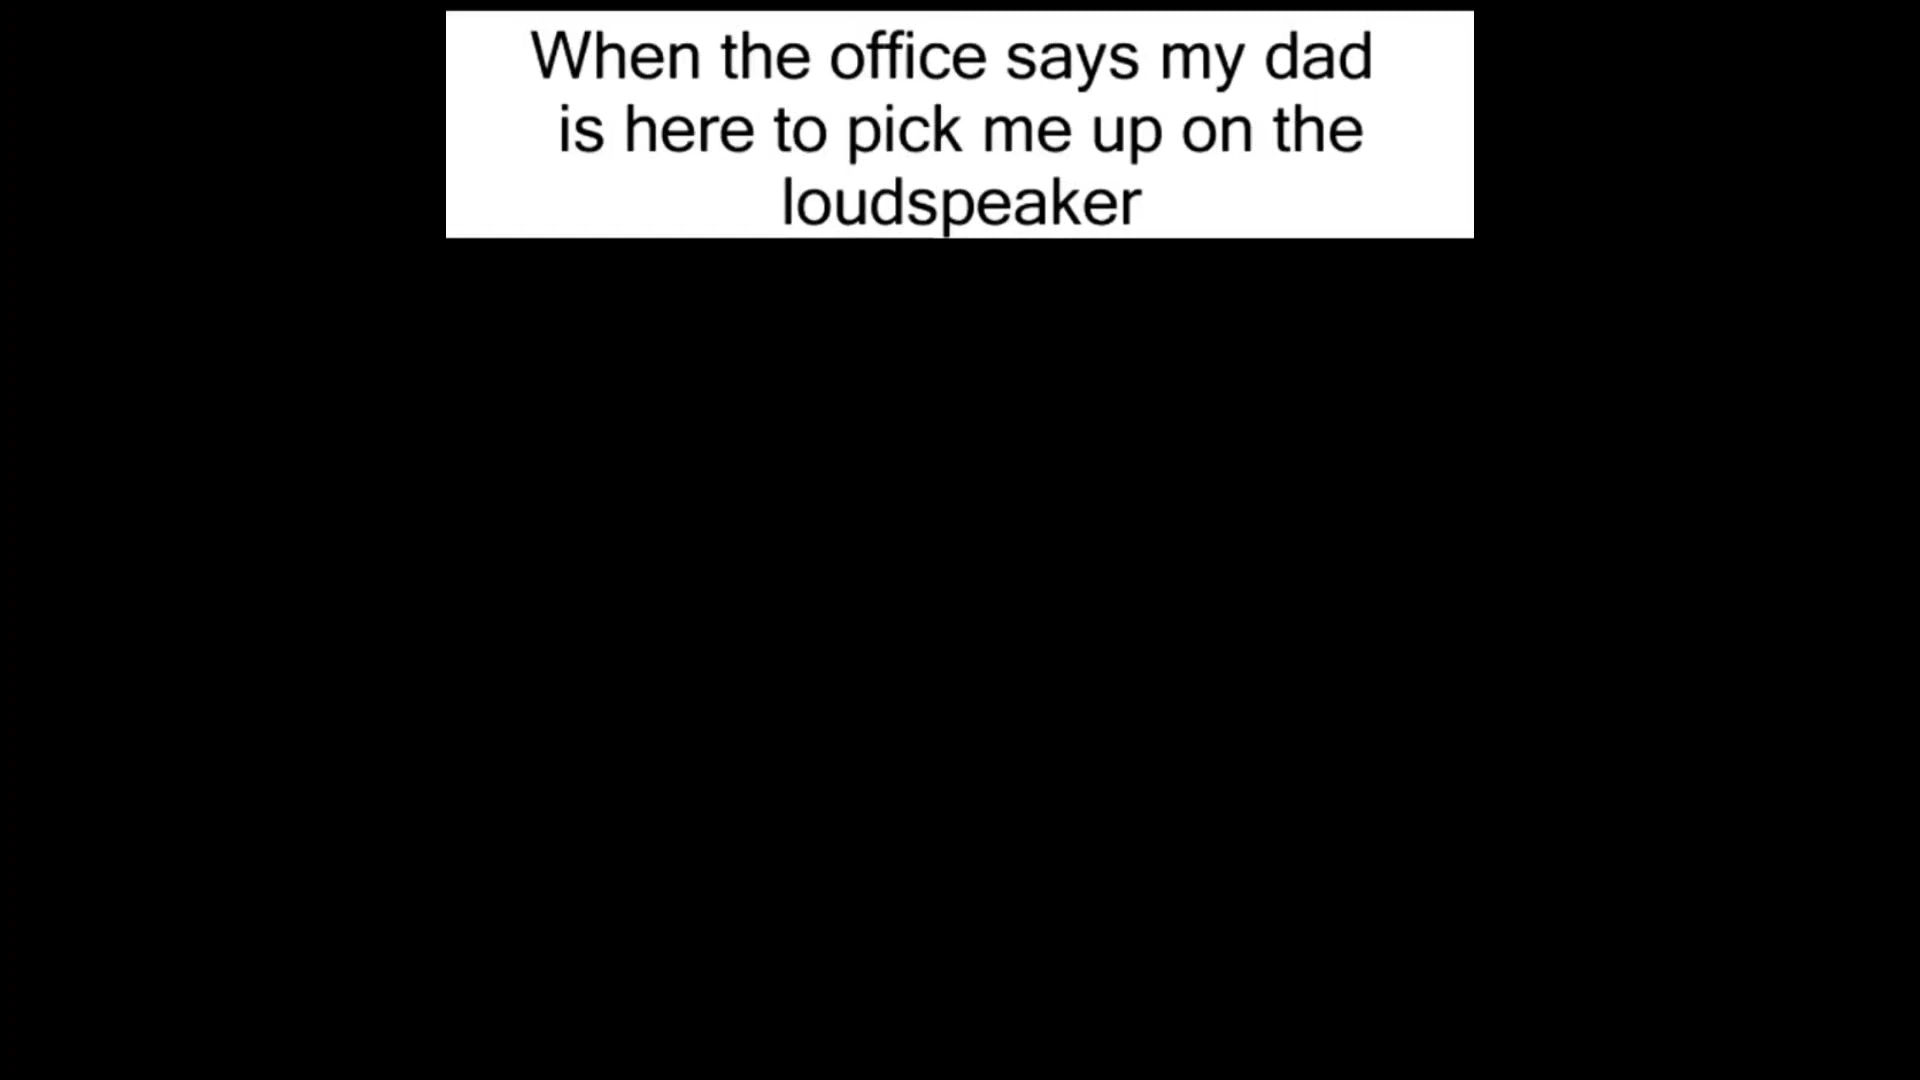 When the office says my dad
is here to pick me up on the
loudspeaker